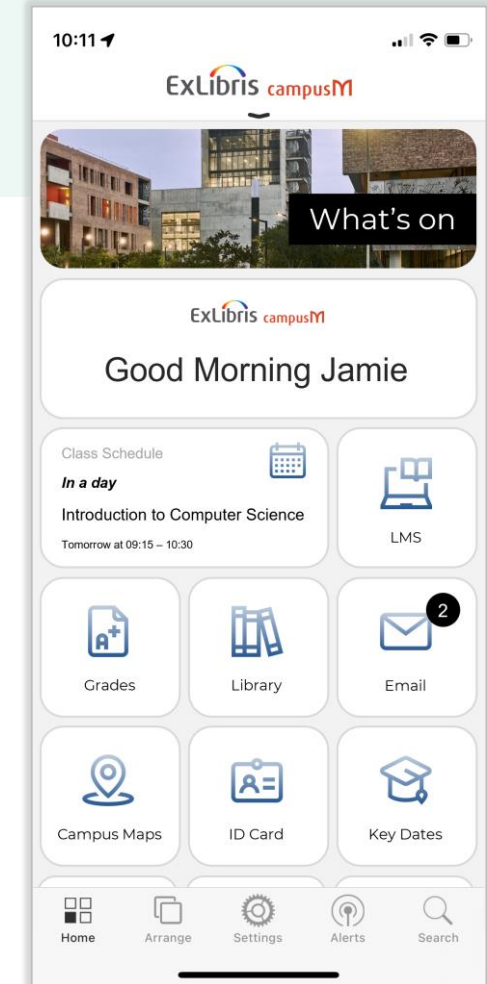 10:11
ExLibris campusM
What's on
ExLibris campusM
Good Morning Jamie
Class Schedule
In a day
Introduction to Computer Science
Tomorrow at 09:15 – 10:30
LMS
A+
Grades
Library
2
Email
Campus Maps
ID Card
Key Dates
Home
Arrange
Settings
Alerts
Search